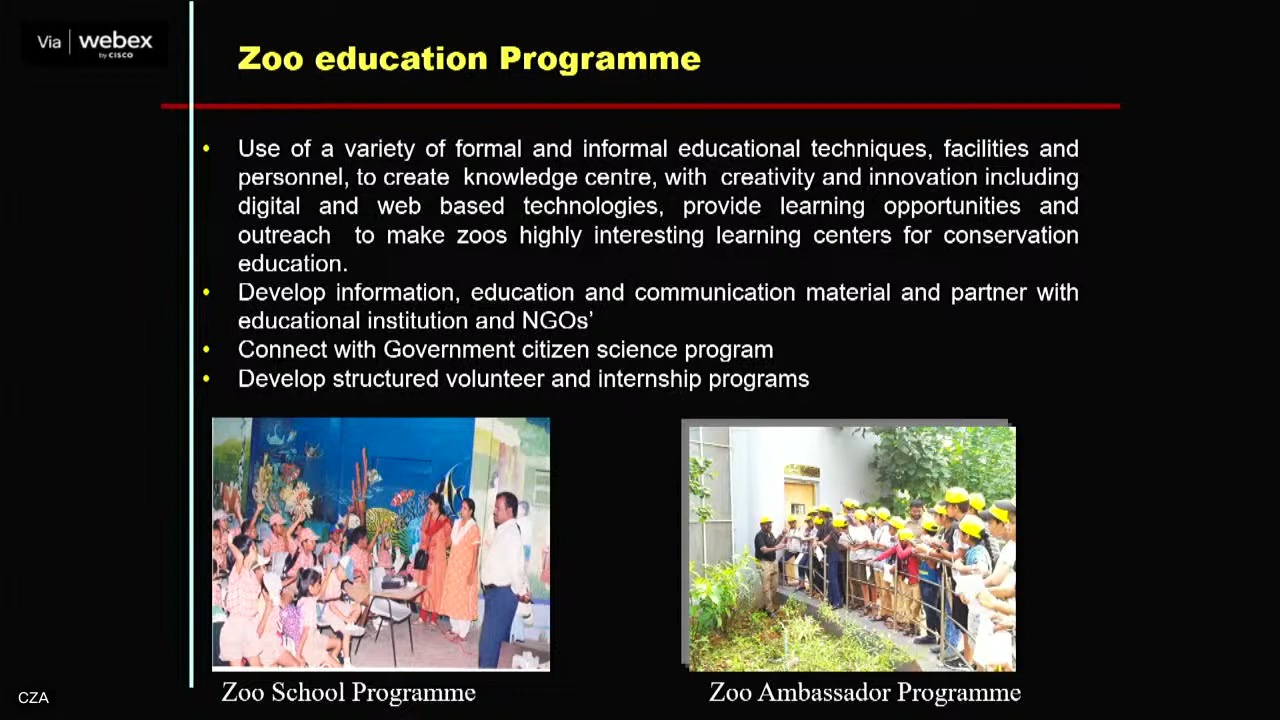 Via webex
by CISCO
Zoo education Programme
• Use of a variety of formal and informal educational techniques, facilities and
personnel, to create knowledge centre, with creativity and innovation including
digital and web based technologies, provide learning opportunities and
outreach to make zoos highly interesting learning centers for conservation
education.
• Develop information, education and communication material and partner with
educational institution and NGOs’
• Connect with Government citizen science program
• Develop structured volunteer and internship programs
Zoo School Programme
Zoo Ambassador Programme
CZA